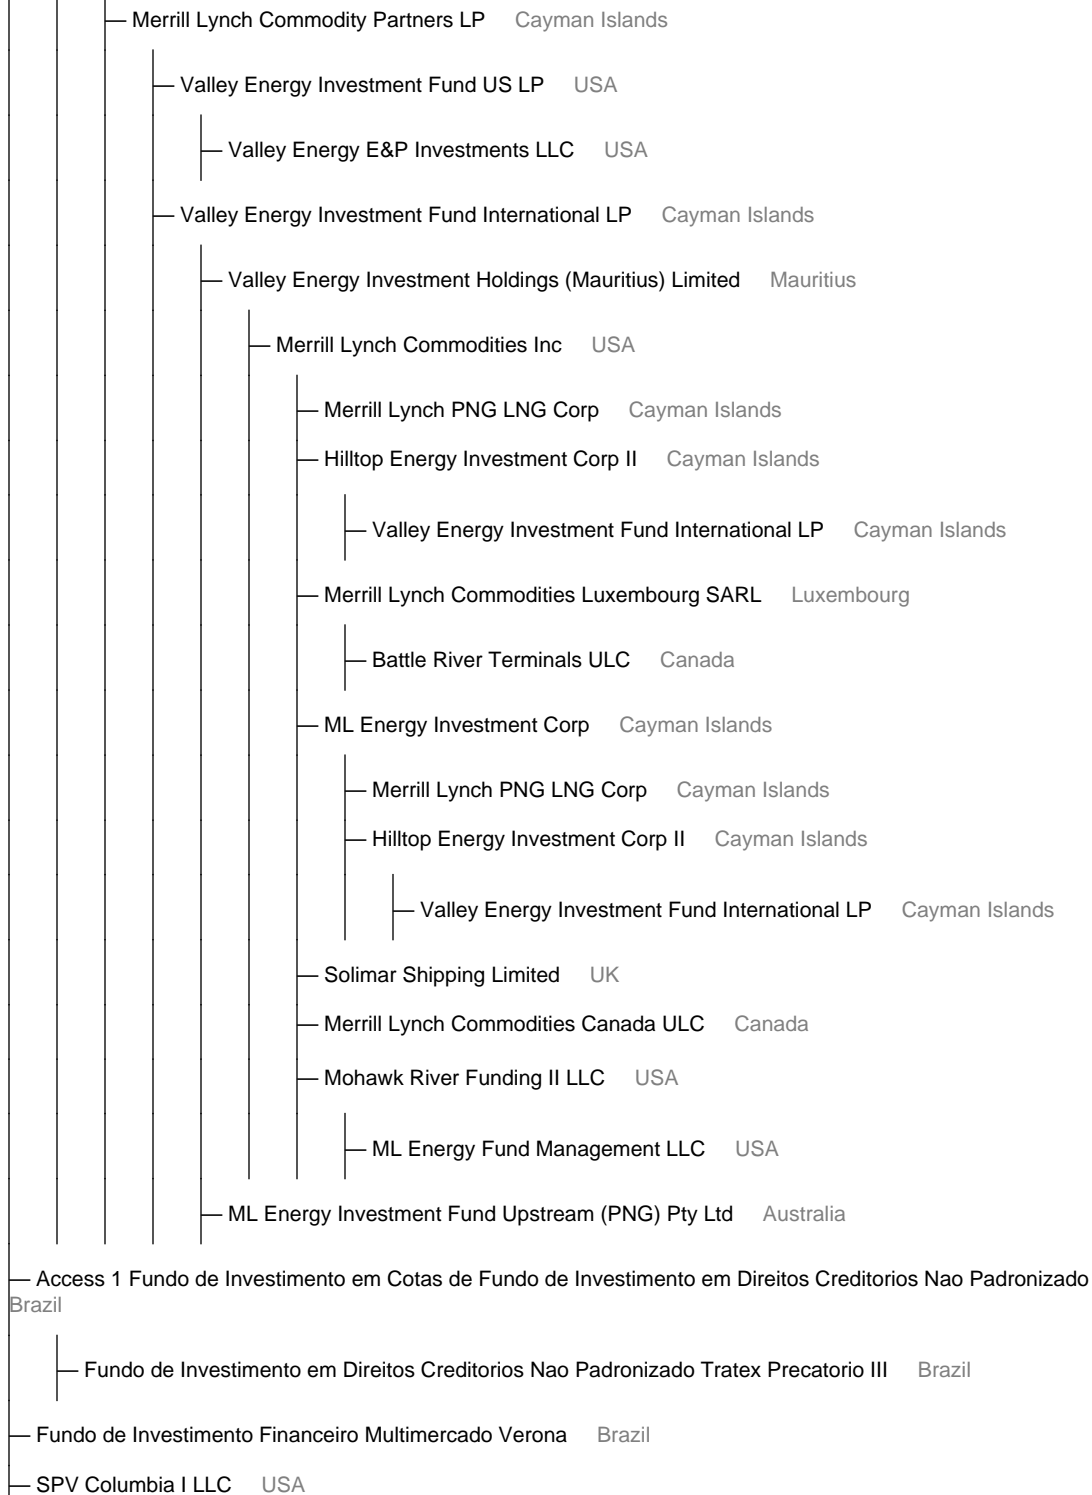 Merrill Lynch Commodity Partners LP Cayman Islands
Valley Energy Investment Fund US LP USA
Valley Energy E&P Investments LLC USA
Valley Energy Investment Fund International LP Cayman Islands
Valley Energy Investment Holdings (Mauritius) Limited Mauritius
Merrill Lynch Commodities Inc USA
Merrill Lynch PNG LNG Corp Cayman Islands
Hilltop Energy Investment Corp II Cayman Islands
Valley Energy Investment Fund International LP Cayman Islands
Merrill Lynch Commodities Luxembourg SARL Luxembourg
Battle River Terminals ULC Canada
ML Energy Investment Corp Cayman Islands
Merrill Lynch PNG LNG Corp Cayman Islands
Hilltop Energy Investment Corp II Cayman Islands
Valley Energy Investment Fund International LP Cayman Islands
Solimar Shipping Limited UK
Merrill Lynch Commodities Canada ULC Canada
Mohawk River Funding II LLC USA
ML Energy Fund Management LLC USA
ML Energy Investment Fund Upstream (PNG) Pty Ltd Australia
Access 1 Fundo de Investimento em Cotas de Fundo de Investimento em Direitos Creditorios Nao Padronizado
Brazil
Fundo de Investimento em Direitos Creditorios Nao Padronizado Tratex Precatorio III Brazil
Fundo de Investimento Financeiro Multimercado Verona Brazil
SPV Columbia I LLC USA